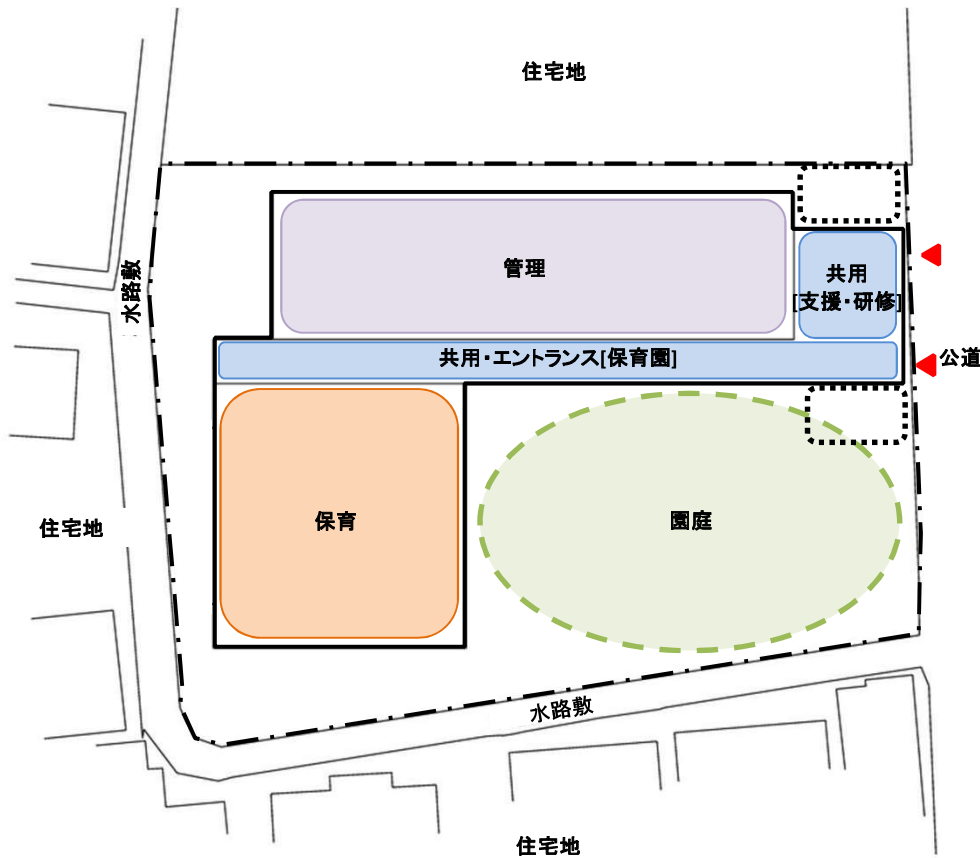 住宅地
管理
水路敷
共用
[支援・研修]
共用・エントランス[保育園]
公道
保育
園庭
住宅地
水路敷
住宅地